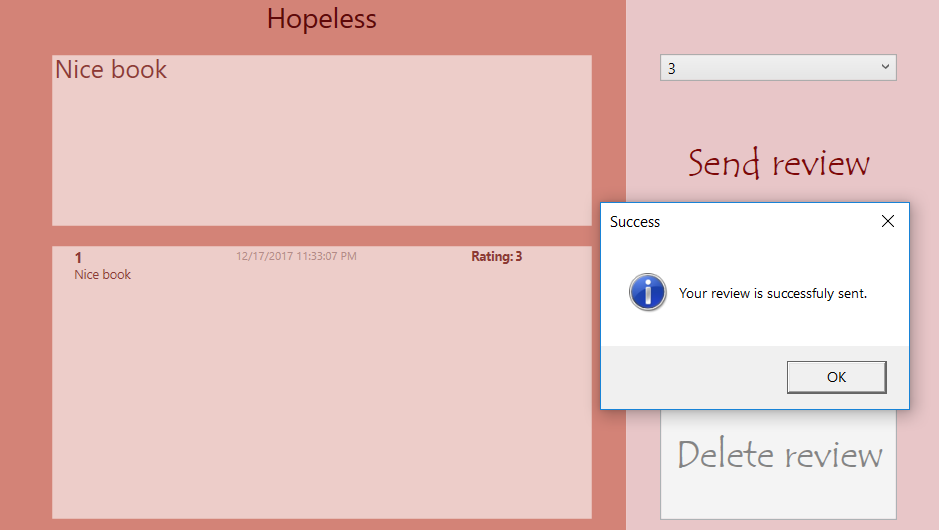 Hopeless
Nice book
3
Send review
1 12/17/2017 11:33:07 PM Rating: 3
Nice book
Success
Your review is successfuly sent.
OK
Delete review